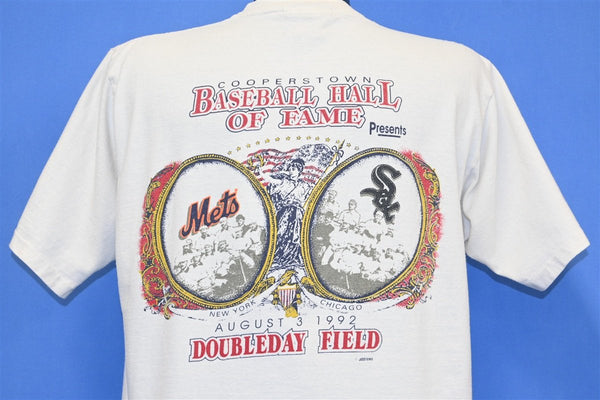 COOPERSTOWN
BASEBALL HALL
OF FAME
Presents
Mets
Sox
NEW YORK
CHICAGO
AUGUST 3 1992
DOUBLEDAY FIELD